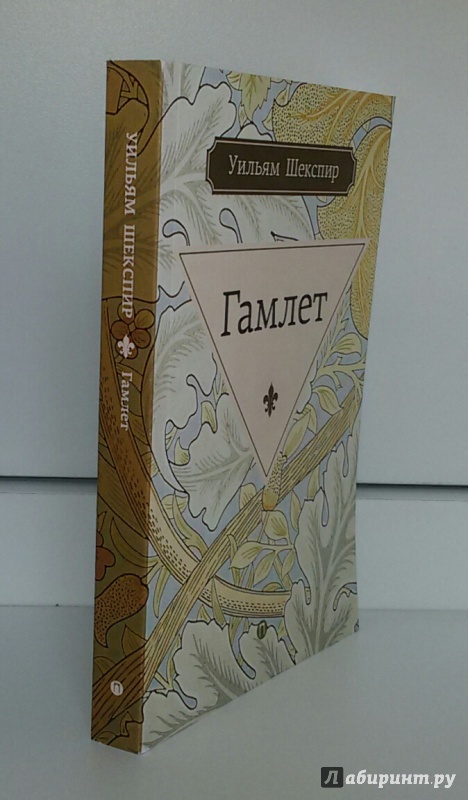 Уильям Шекспир
Гамлет
УИЛЬЯМ ШЕКСПИР Гамлет
Лабиринт.ру